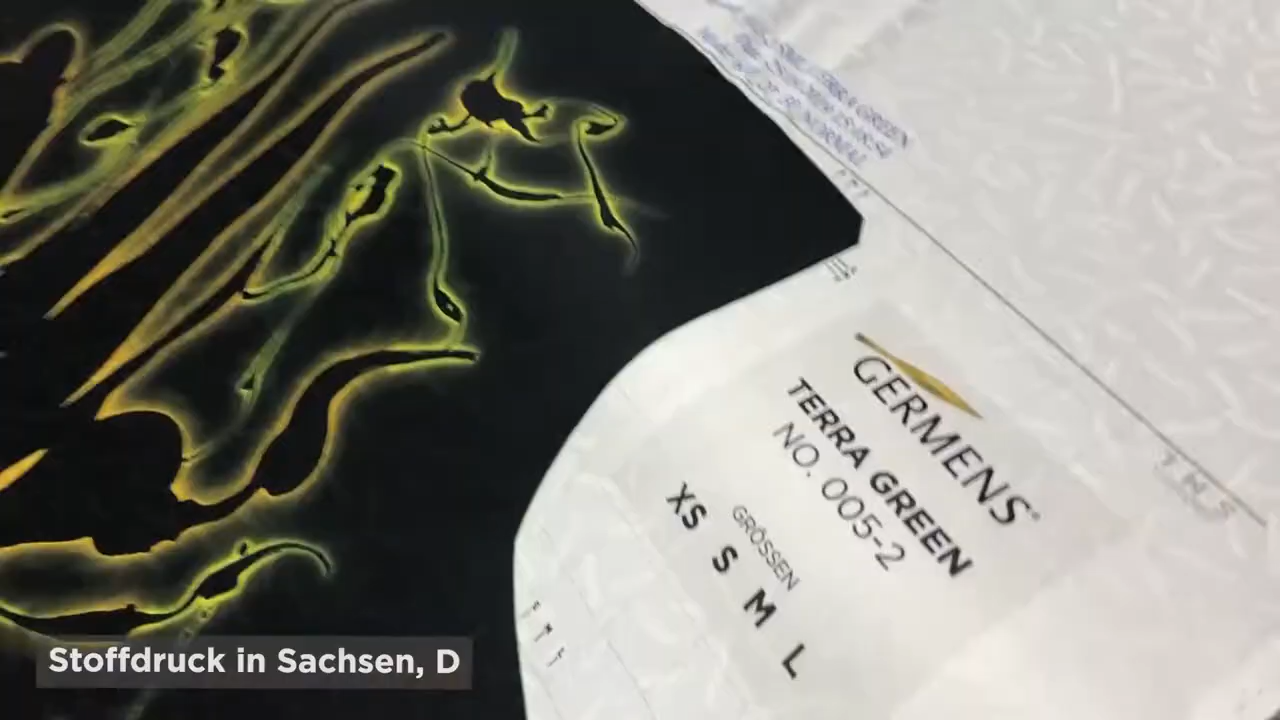 GERMENS®
TERRA GREEN
NO. 005-2
GRÖSSEN
XS S M L
Stoffdruck in Sachsen, D